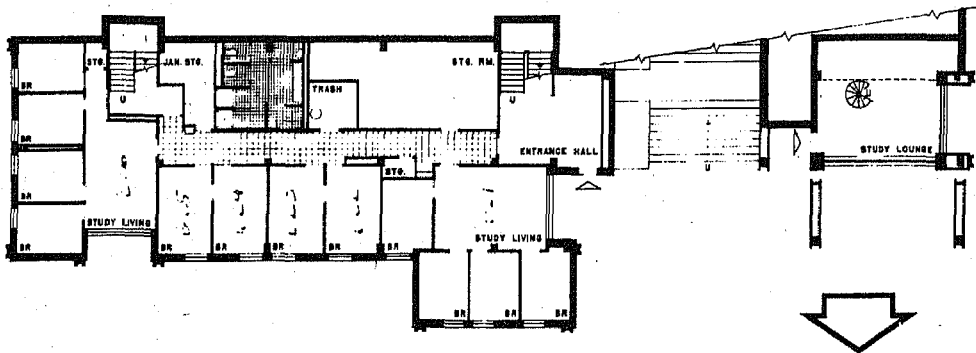 STG.
JAN. STG.
STG. RM.
BR
TRASH
U
U
ENTRANCE HALL
STUDY LOUNGE
BR
STG.
U
BR
STUDY LIVING
BR
BR
BR
BR
BR
BR
STUDY LIVING
BR
BR
BR